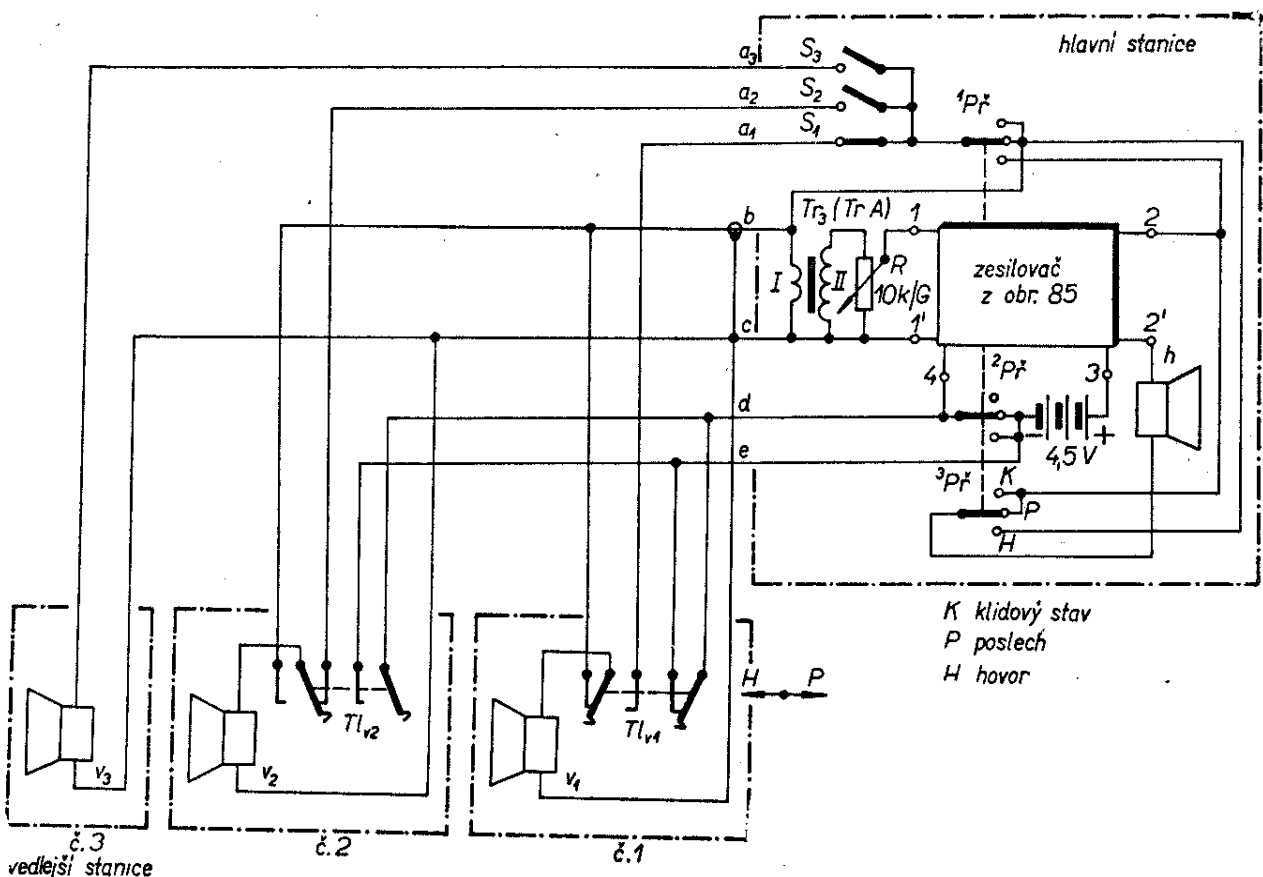 hlavní stanice
a₃ S₃
a₂ S₂
a₁ S₁
¹Př
b Tr₃ (Tr A) 1 2
I II R
10k/G
zesilovač
z obr. 85
c 1' 2'
h
4 ²Př 3
d
4,5 V
- +
e
³Př K
P
H
K klidový stav
P poslech
H hovor
H P
Tlᵥ₂ Tlᵥ₁
v₃ v₂ v₁
č.3 č.2 č.1
vedlejší stanice